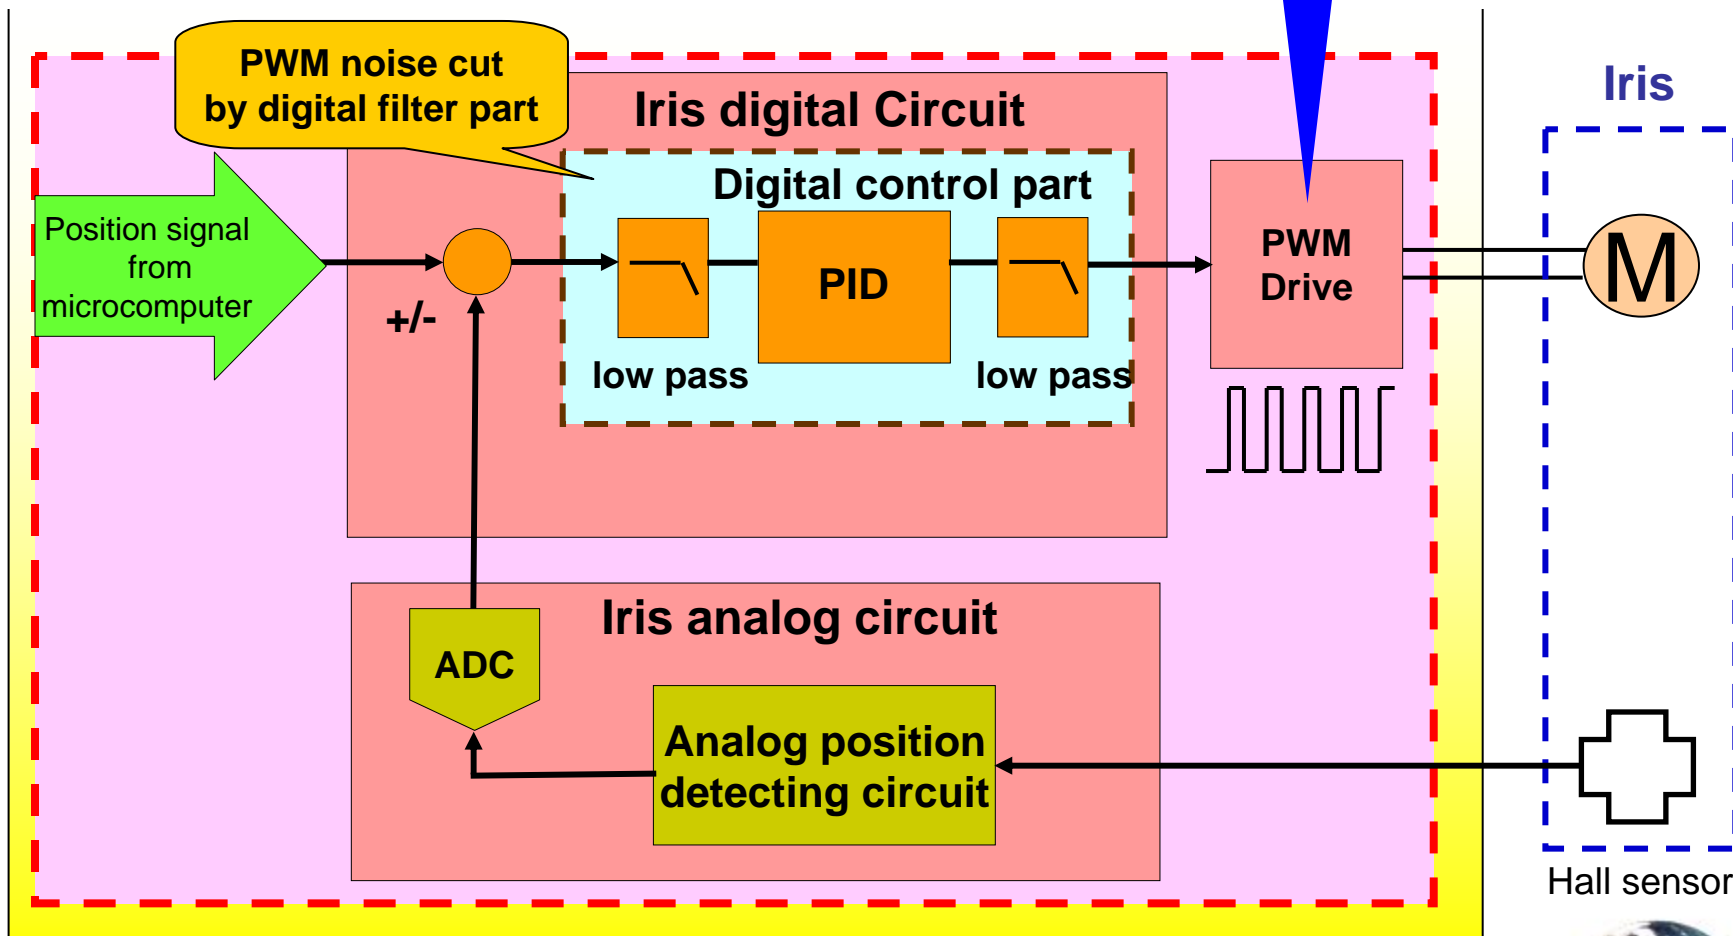 PWM noise cut
by digital filter part
Iris digital Circuit
Iris
Digital control part
Position signal
from
microcomputer
+/-
PID
low pass
low pass
PWM
Drive
M
Iris analog circuit
ADC
Analog position
detecting circuit
Hall sensor